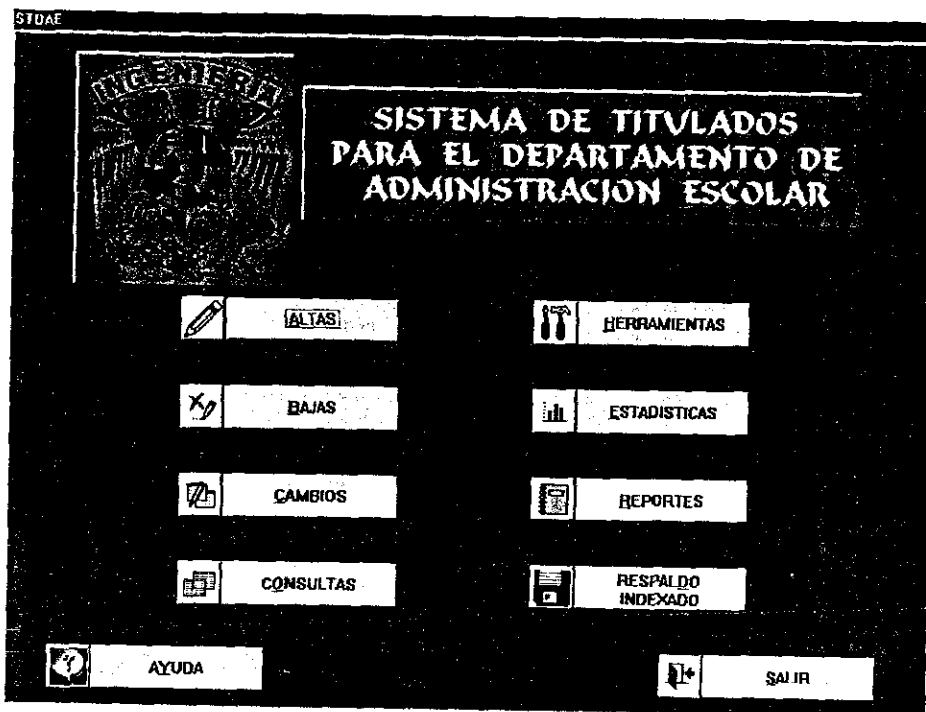 STDAE
INGENIERIA
SISTEMA DE TITULADOS
PARA EL DEPARTAMENTO DE
ADMINISTRACION ESCOLAR
ALTAS
HERRAMIENTAS
BAJAS
ESTADISTICAS
CAMBIOS
REPORTES
CONSULTAS
RESPALDO
INDEXADO
AYUDA
SALIR